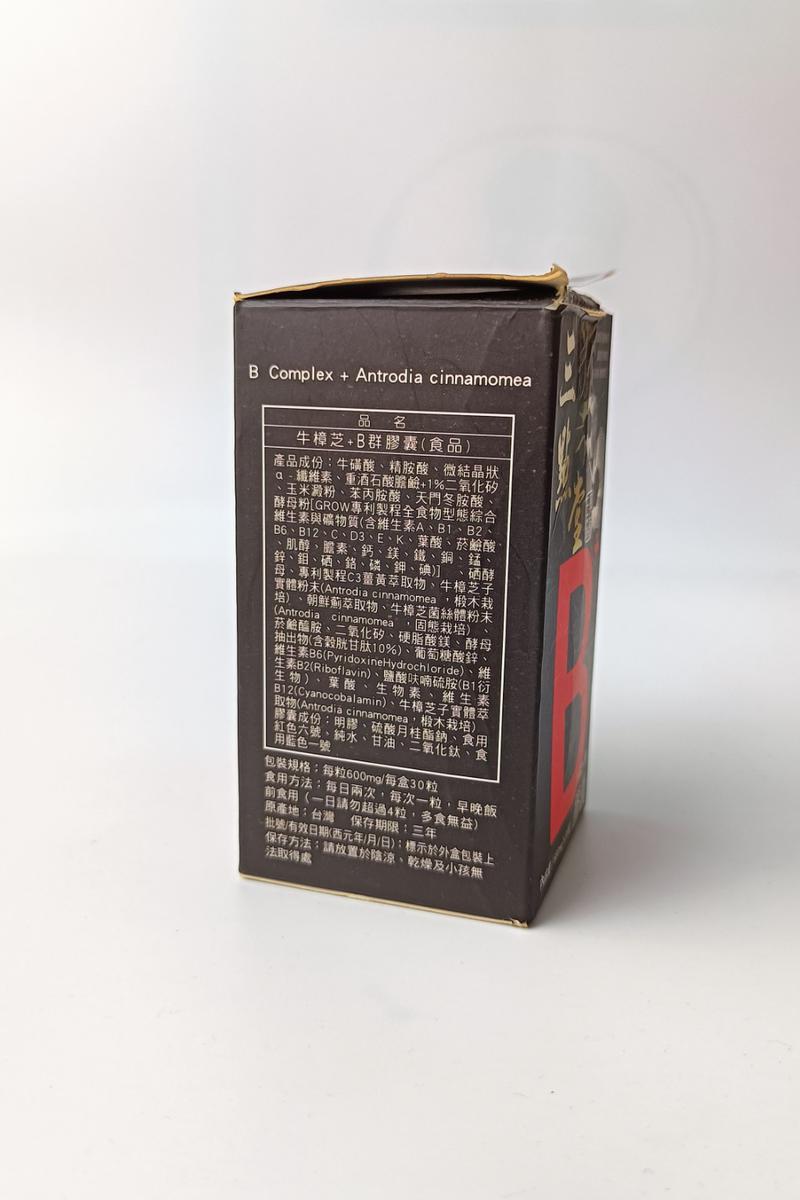 B Complex + Antrodia cinnamomea
品 名
牛樟芝+B群膠囊(食品)
產品成份：牛磺酸、精胺酸、微結晶狀
α-纖維素、重酒石酸膽鹼+1%二氧化矽
、玉米澱粉、苯丙胺酸、天門冬胺酸、
酵母粉[GROW專利製程全食物型態綜合
維生素與礦物質(含維生素A、B1、B2、
B6、B12、C、D3、E、K、葉酸、菸鹼酸
、肌醇、膽素、鈣、鎂、鐵、銅、錳、
鋅、鉬、硒、鉻、磷、鉀、碘)]、硒酵
母、專利製程C3薑黃萃取物、牛樟芝子
實體粉末(Antrodia cinnamomea，椴木栽
培)、朝鮮薊萃取物、牛樟芝菌絲體粉末
(Antrodia cinnamomea，固態栽培)、
菸鹼醯胺、二氧化矽、硬脂酸鎂、酵母
抽出物(含穀胱甘肽10%)、葡萄糖酸鋅、
維生素B6(PyridoxineHydrochloride)、維
生素B2(Riboflavin)、鹽酸呋喃硫胺(B1衍
生物)、葉酸、生物素、維生素
B12(Cyanocobalamin)、牛樟芝子實體萃
取物(Antrodia cinnamomea，椴木栽培)
膠囊成份：明膠、硫酸月桂酯鈉、食用
紅色六號、純水、甘油、二氧化鈦、食
用藍色一號
包裝規格：每粒600mg/每盒30粒
食用方法：每日兩次，每次一粒，早晚飯
前食用（一日請勿超過4粒，多食無益）
原產地：台灣 保存期限：三年
批號/有效日期(西元年/月/日)：標示於外盒包裝上
保存方法：請放置於陰涼、乾燥及小孩無
法取得處
三點堂
B